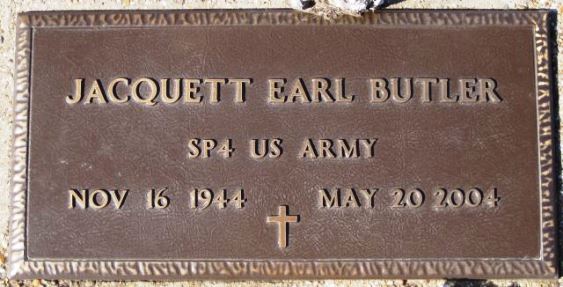 JACQUETT EARL BUTLER
SP4 US ARMY
NOV 16 1944 MAY 20 2004